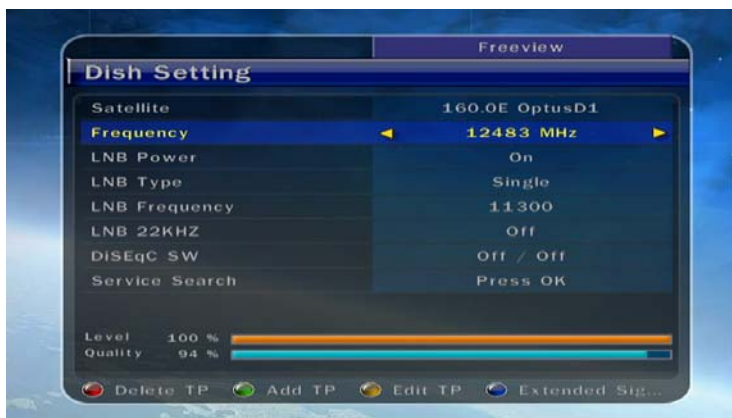 Freeview
Dish Setting
Satellite 160.0E OptusD1
Frequency 12483 MHz
LNB Power On
LNB Type Single
LNB Frequency 11300
LNB 22KHZ Off
DiSEqC SW Off / Off
Service Search Press OK
Level 100 %
Quality 94 %
Delete TP Add TP Edit TP Extended Sig...